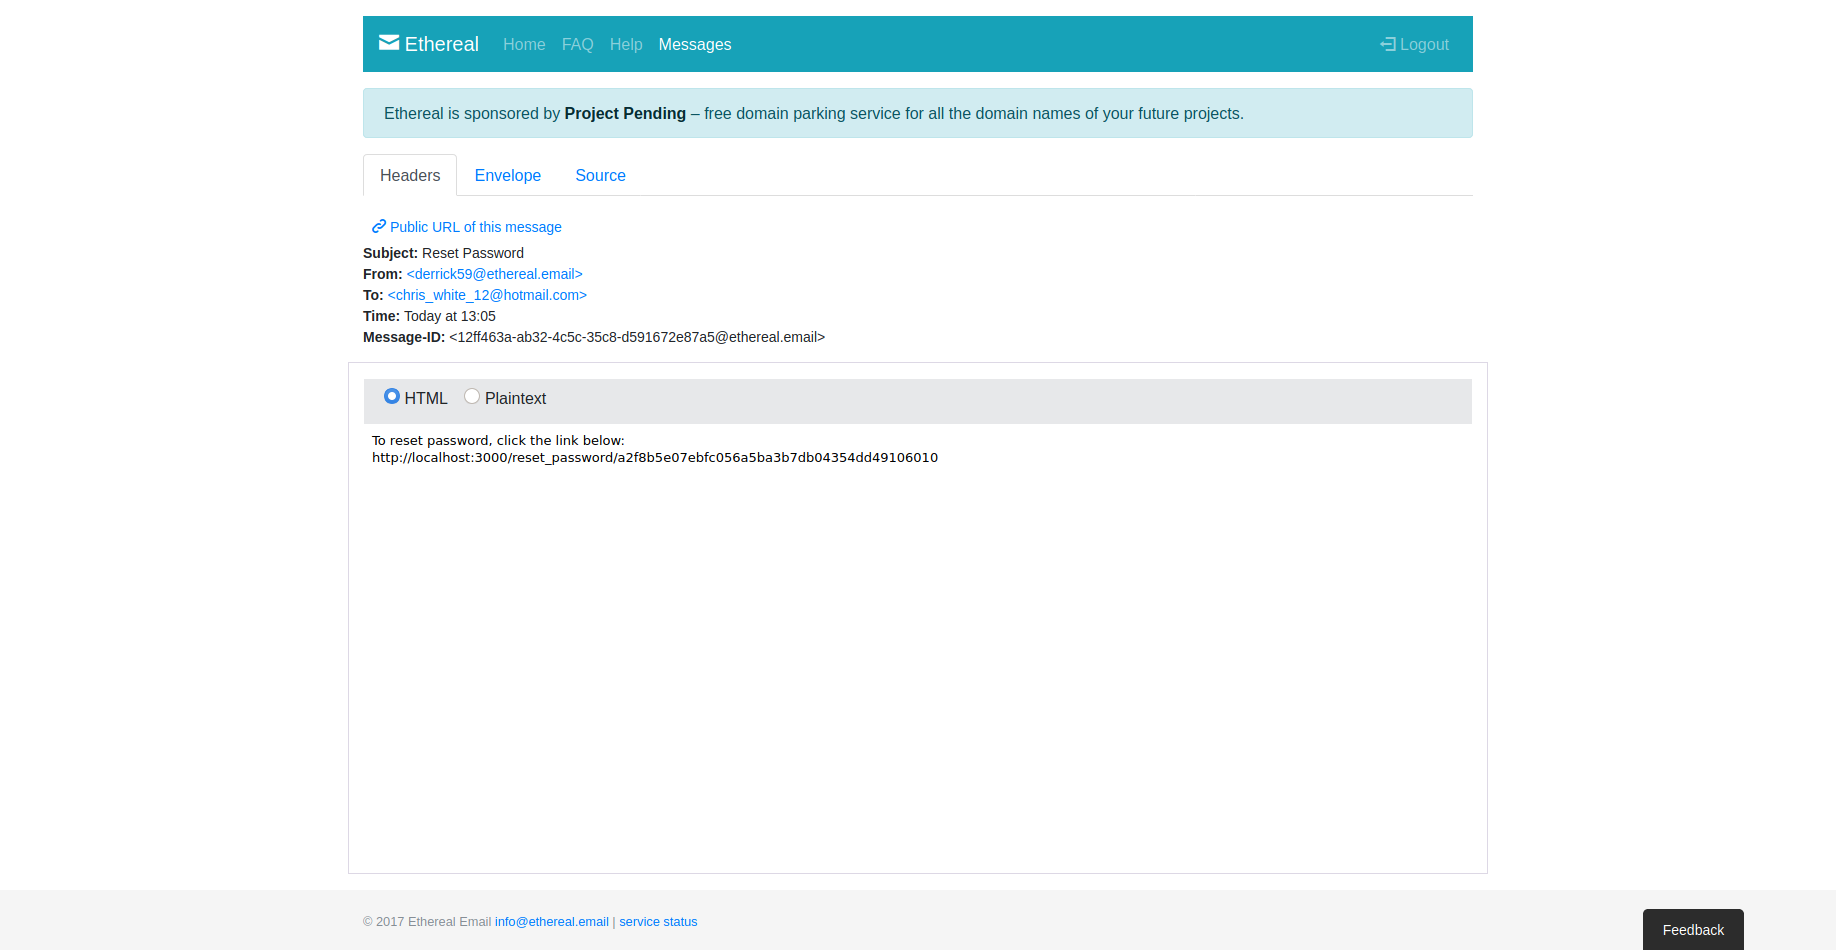 Ethereal Home FAQ Help Messages Logout
Ethereal is sponsored by Project Pending – free domain parking service for all the domain names of your future projects.
Headers Envelope Source
Public URL of this message
Subject: Reset Password
From: <derrick59@ethereal.email>
To: <chris_white_12@hotmail.com>
Time: Today at 13:05
Message-ID: <12ff463a-ab32-4c5c-35c8-d591672e87a5@ethereal.email>
HTML Plaintext
To reset password, click the link below:
http://localhost:3000/reset_password/a2f8b5e07ebfc056a5ba3b7db04354dd49106010
© 2017 Ethereal Email info@ethereal.email | service status
Feedback